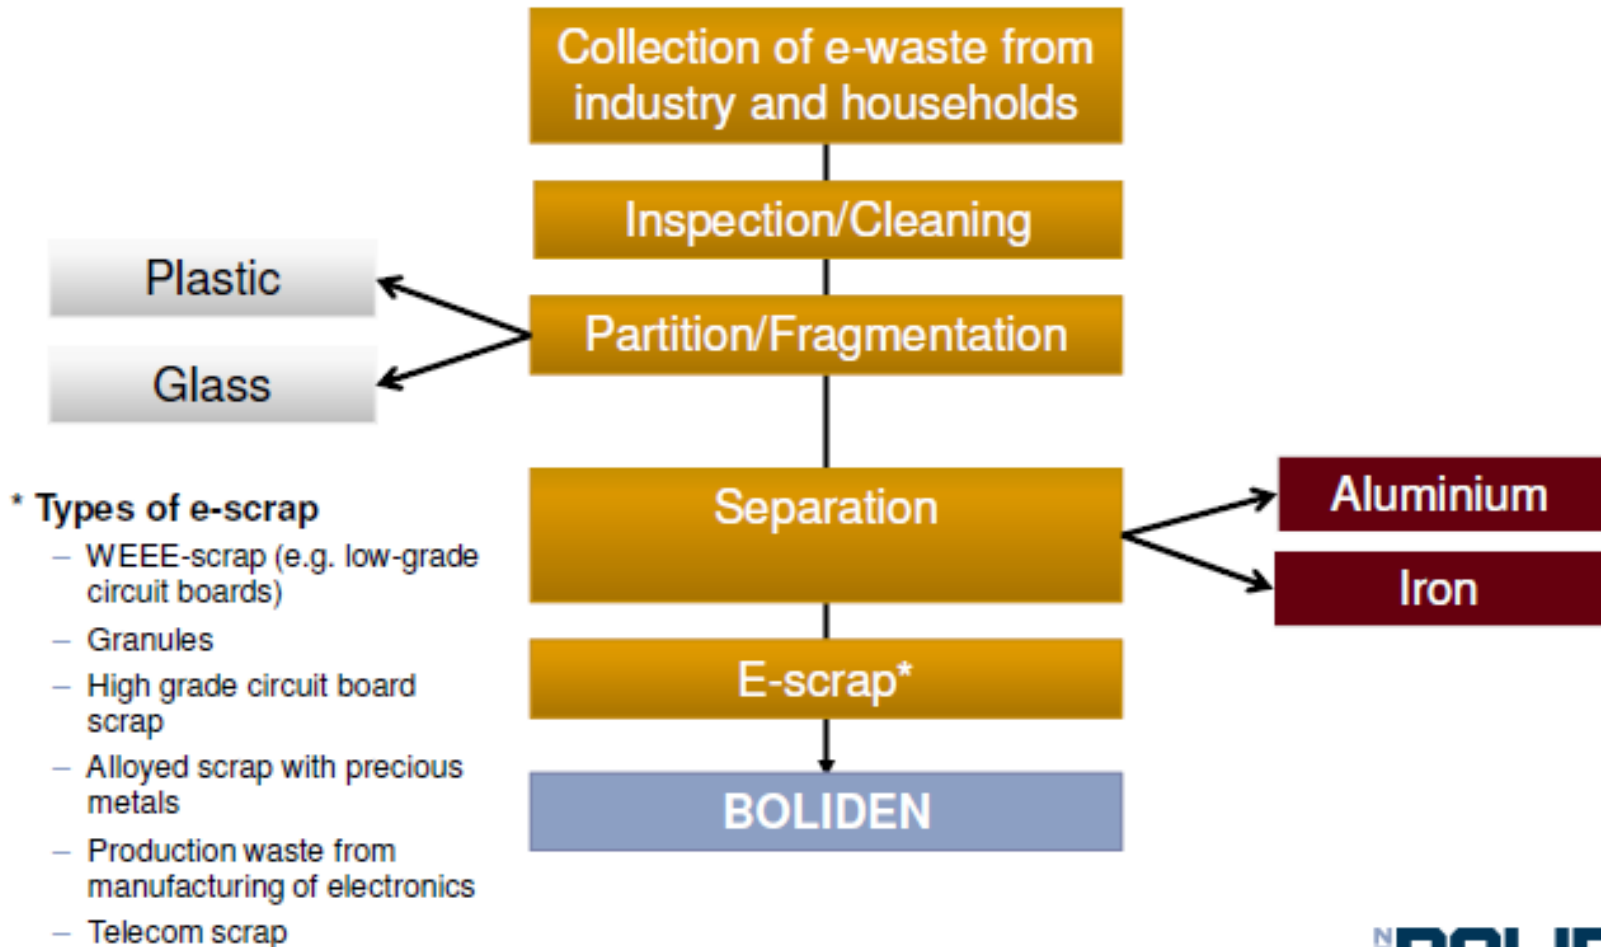 Collection of e-waste from
industry and households
Inspection/Cleaning
Plastic
Partition/Fragmentation
Glass
Separation
Aluminium
Iron
* Types of e-scrap
– WEEE-scrap (e.g. low-grade
circuit boards)
– Granules
– High grade circuit board
scrap
– Alloyed scrap with precious
metals
– Production waste from
manufacturing of electronics
– Telecom scrap
E-scrap*
BOLIDEN